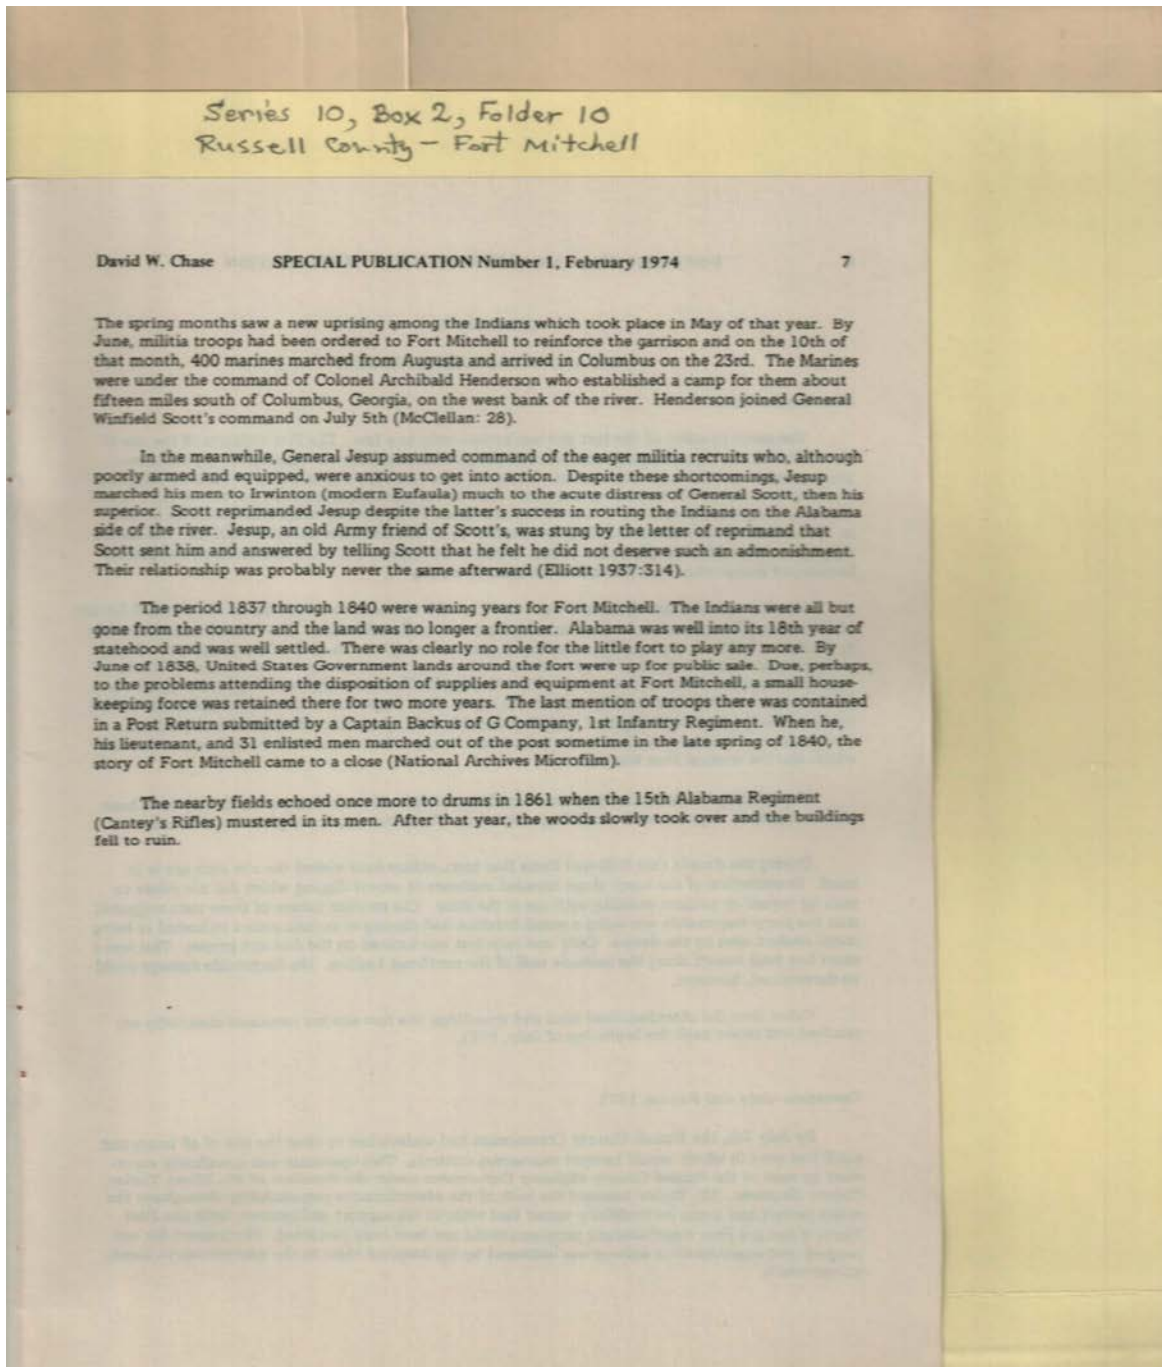 Series 10, Box 2, Folder 10
Russell County - Fort Mitchell
David W. Chase SPECIAL PUBLICATION Number 1, February 1974 7
The spring months saw a new uprising among the Indians which took place in May of that year. By
June, militia troops had been ordered to Fort Mitchell to reinforce the garrison and on the 10th of
that month, 400 marines marched from Augusta and arrived in Columbus on the 23rd. The Marines
were under the command of Colonel Archibald Henderson who established a camp for them about
fifteen miles south of Columbus, Georgia, on the west bank of the river. Henderson joined General
Winfield Scott's command on July 5th (McClellan: 28).
In the meanwhile, General Jesup assumed command of the eager militia recruits who, although
poorly armed and equipped, were anxious to get into action. Despite these shortcomings, Jesup
marched his men to Irwinton (modern Eufaula) much to the acute distress of General Scott, then his
superior. Scott reprimanded Jesup despite the latter's success in routing the Indians on the Alabama
side of the river. Jesup, an old Army friend of Scott's, was stung by the letter of reprimand that
Scott sent him and answered by telling Scott that he felt he did not deserve such an admonishment.
Their relationship was probably never the same afterward (Elliott 1937:314).
The period 1837 through 1840 were waning years for Fort Mitchell. The Indians were all but
gone from the country and the land was no longer a frontier. Alabama was well into its 18th year of
statehood and was well settled. There was clearly no role for the little fort to play any more. By
June of 1838, United States Government lands around the fort were up for public sale. Due, perhaps,
to the problems attending the disposition of supplies and equipment at Fort Mitchell, a small house-
keeping force was retained there for two more years. The last mention of troops there was contained
in a Post Return submitted by a Captain Backus of G Company, 1st Infantry Regiment. When he,
his lieutenant, and 31 enlisted men marched out of the post sometime in the late spring of 1840, the
story of Fort Mitchell came to a close (National Archives Microfilm).
The nearby fields echoed once more to drums in 1861 when the 15th Alabama Regiment
(Cantey's Rifles) mustered in its men. After that year, the woods slowly took over and the buildings
fell to ruin.